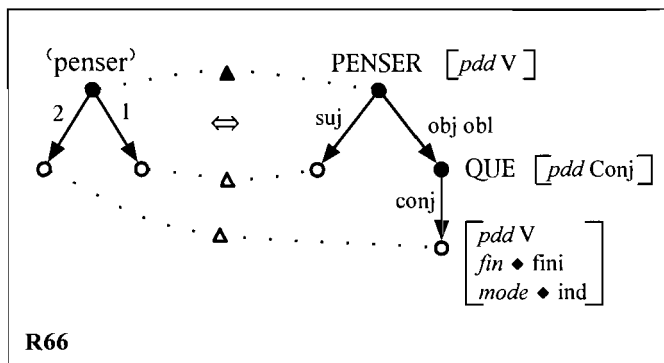 ‘penser’ PENSER [pdd V]
2 1 ⇔ suj obj obl
QUE [pdd Conj]
conj
pdd V
fin ◆ fini
mode ◆ ind
R66